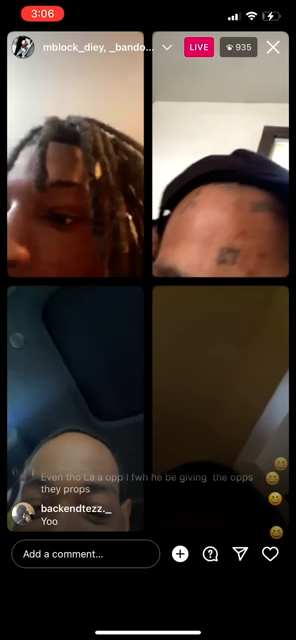 3:06
mblock_diey, _bando...
LIVE
935
Even tho La a opp I fwh he be giving the opps
they props
backendtezz._
Yoo
Add a comment...